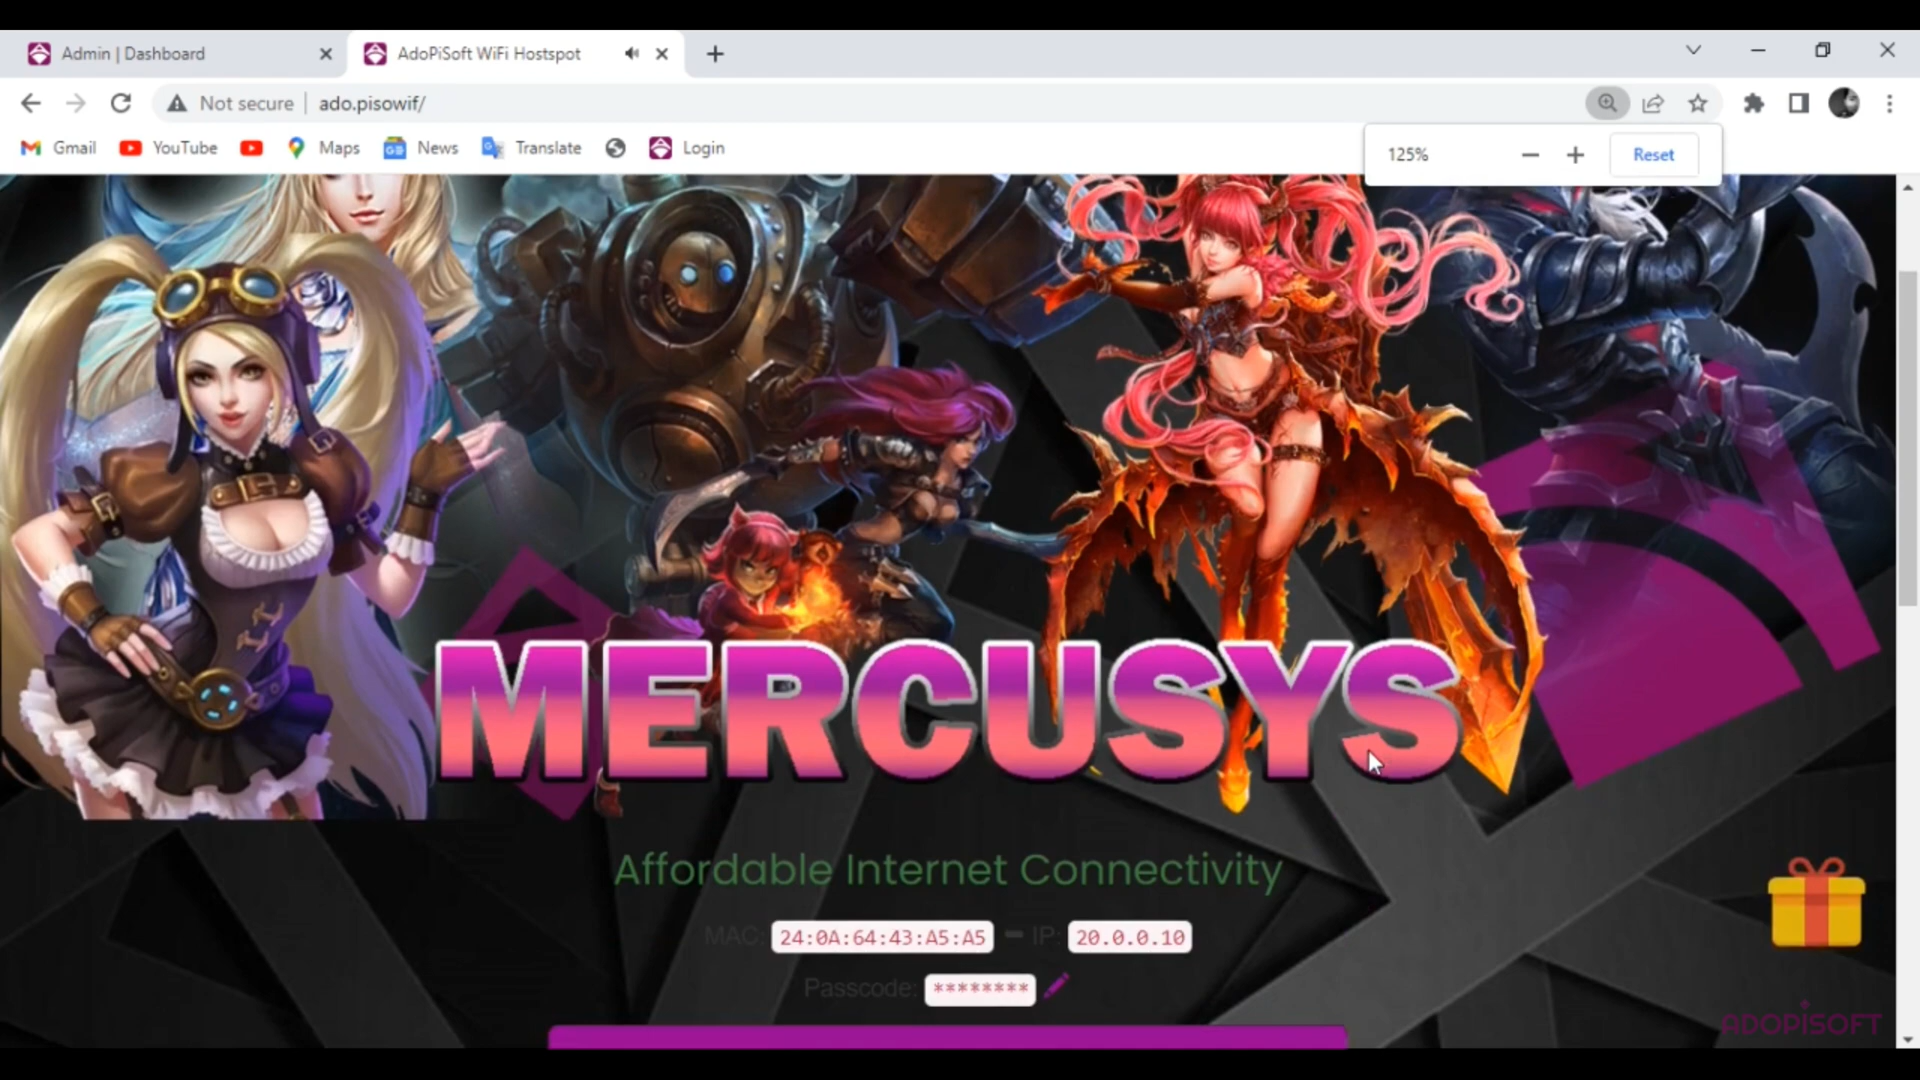 Admin | Dashboard
AdoPiSoft WiFi Hostspot
Not secure
ado.pisowif/
Gmail
YouTube
Maps
News
Translate
Login
125%
Reset
MERCUSYS
Affordable Internet Connectivity
MAC: 24:0A:64:43:A5:A5 - IP: 20.0.0.10
Passcode: ********
ADOPISOFT